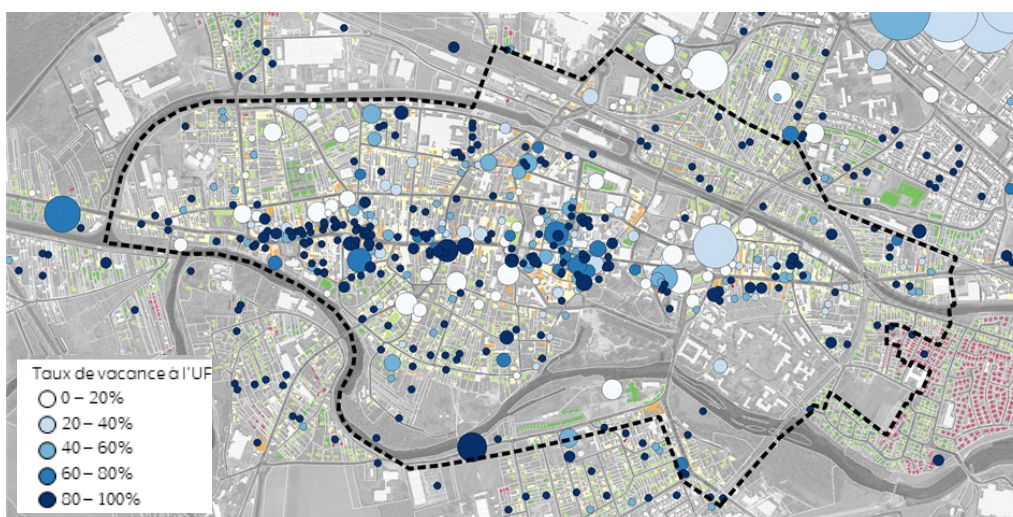 Taux de vacance à l'UF
0 – 20%
20 – 40%
40 – 60%
60 – 80%
80 – 100%